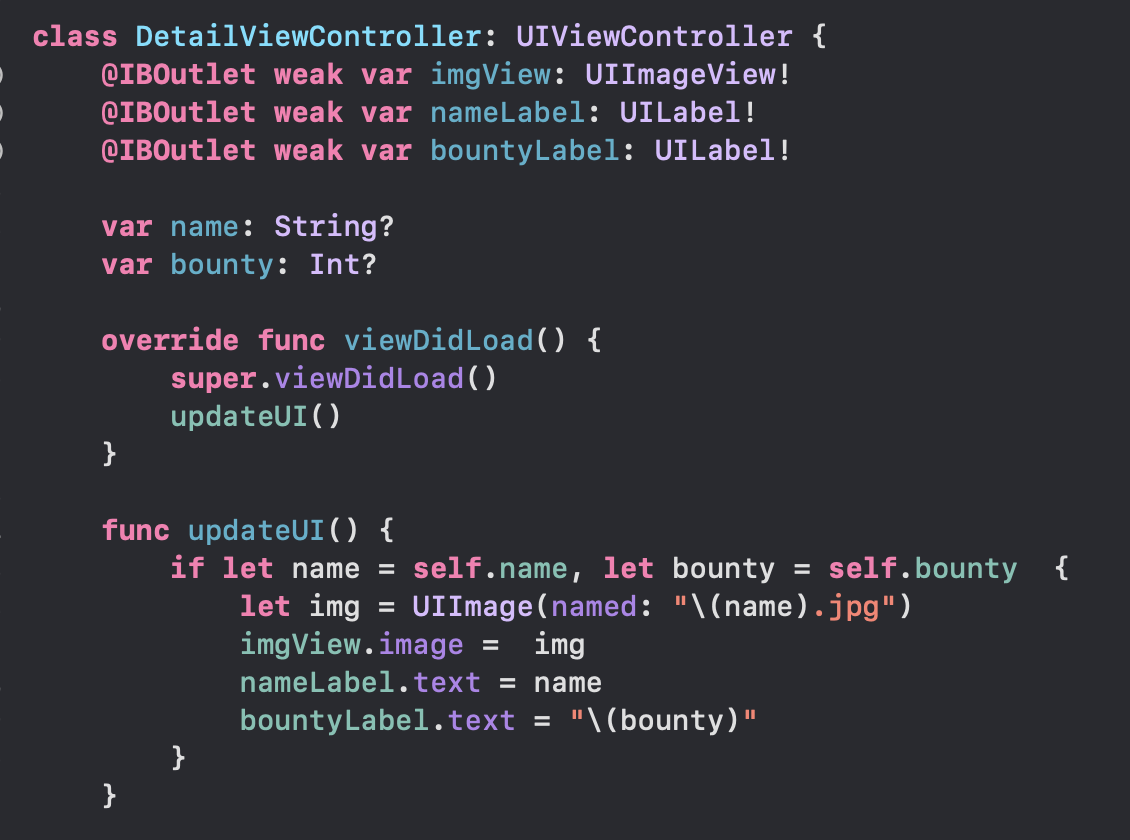 class DetailViewController: UIViewController {
@IBOutlet weak var imgView: UIImageView!
@IBOutlet weak var nameLabel: UILabel!
@IBOutlet weak var bountyLabel: UILabel!
var name: String?
var bounty: Int?
override func viewDidLoad() {
super.viewDidLoad()
updateUI()
}
func updateUI() {
if let name = self.name, let bounty = self.bounty  {
let img = UIImage(named: "\(name).jpg")
imgView.image =  img
nameLabel.text = name
bountyLabel.text = "\(bounty)"
}
}